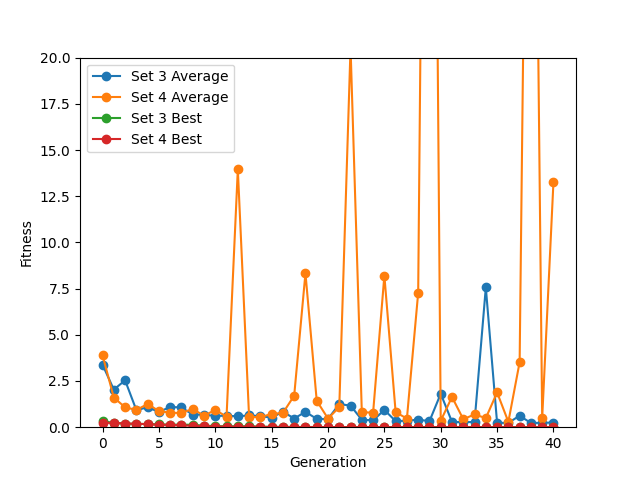 20.0
17.5
15.0
12.5
10.0
7.5
5.0
2.5
0.0
Fitness
Set 3 Average
Set 4 Average
Set 3 Best
Set 4 Best
0 5 10 15 20 25 30 35 40
Generation